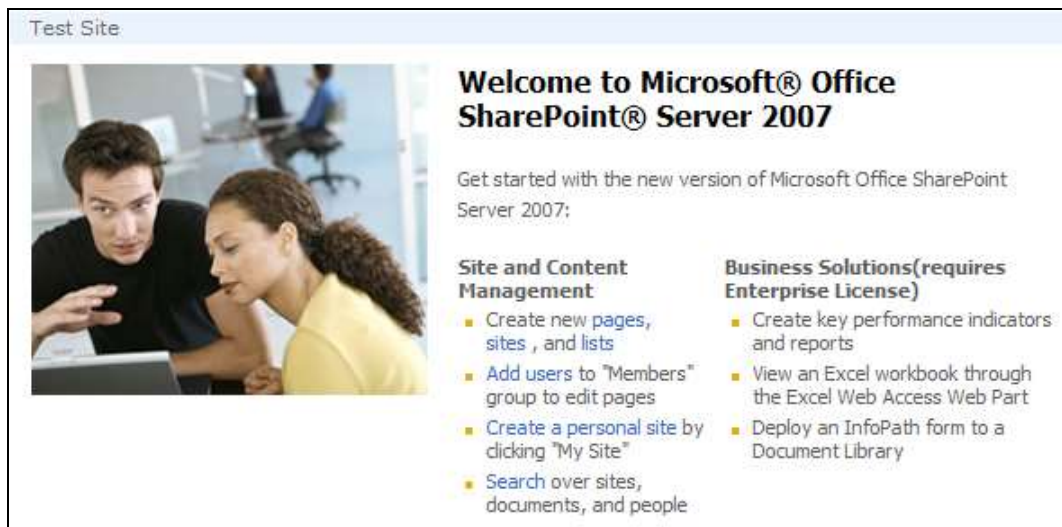 Test Site
Welcome to Microsoft® Office
SharePoint® Server 2007
Get started with the new version of Microsoft Office SharePoint
Server 2007:
Site and Content
Management
Create new pages,
sites , and lists
Add users to "Members"
group to edit pages
Create a personal site by
clicking "My Site"
Search over sites,
documents, and people
Business Solutions(requires
Enterprise License)
Create key performance indicators
and reports
View an Excel workbook through
the Excel Web Access Web Part
Deploy an InfoPath form to a
Document Library